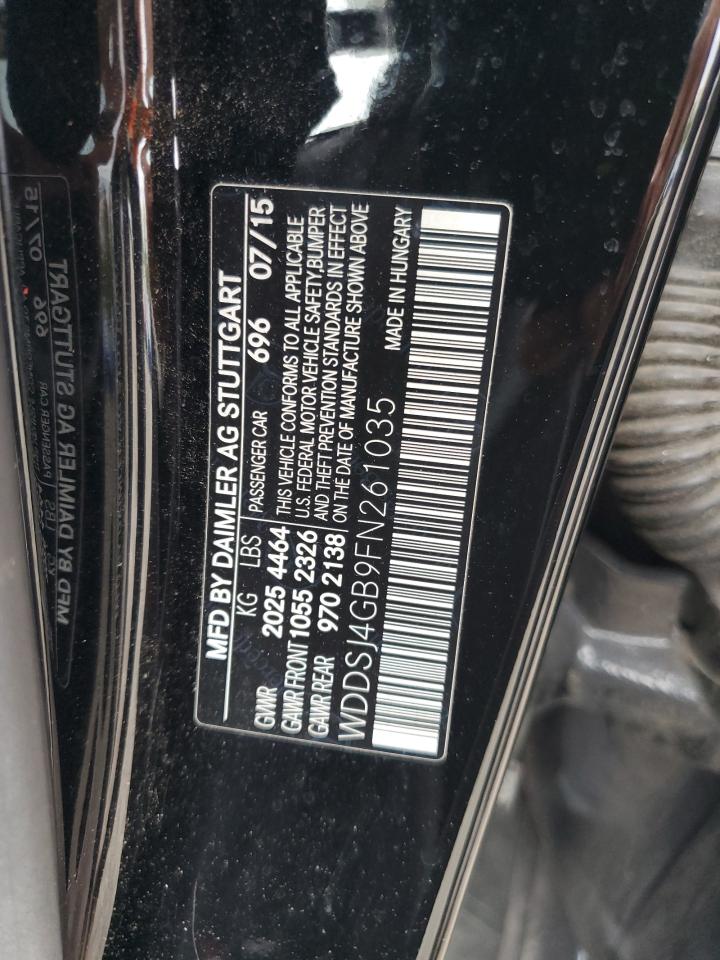 MFD BY DAIMLER AG STUTTGART
KG LBS PASSENGER CAR 696 07/15
GWR 2025 4464
GAWR FRONT 1055 2326
GAWR REAR 970 2138
THIS VEHICLE CONFORMS TO ALL APPLICABLE
U.S. FEDERAL MOTOR VEHICLE SAFETY,BUMPER
AND THEFT PREVENTION STANDARDS IN EFFECT
ON THE DATE OF MANUFACTURE SHOWN ABOVE
WDDSJ4GB9FN261035 MADE IN HUNGARY